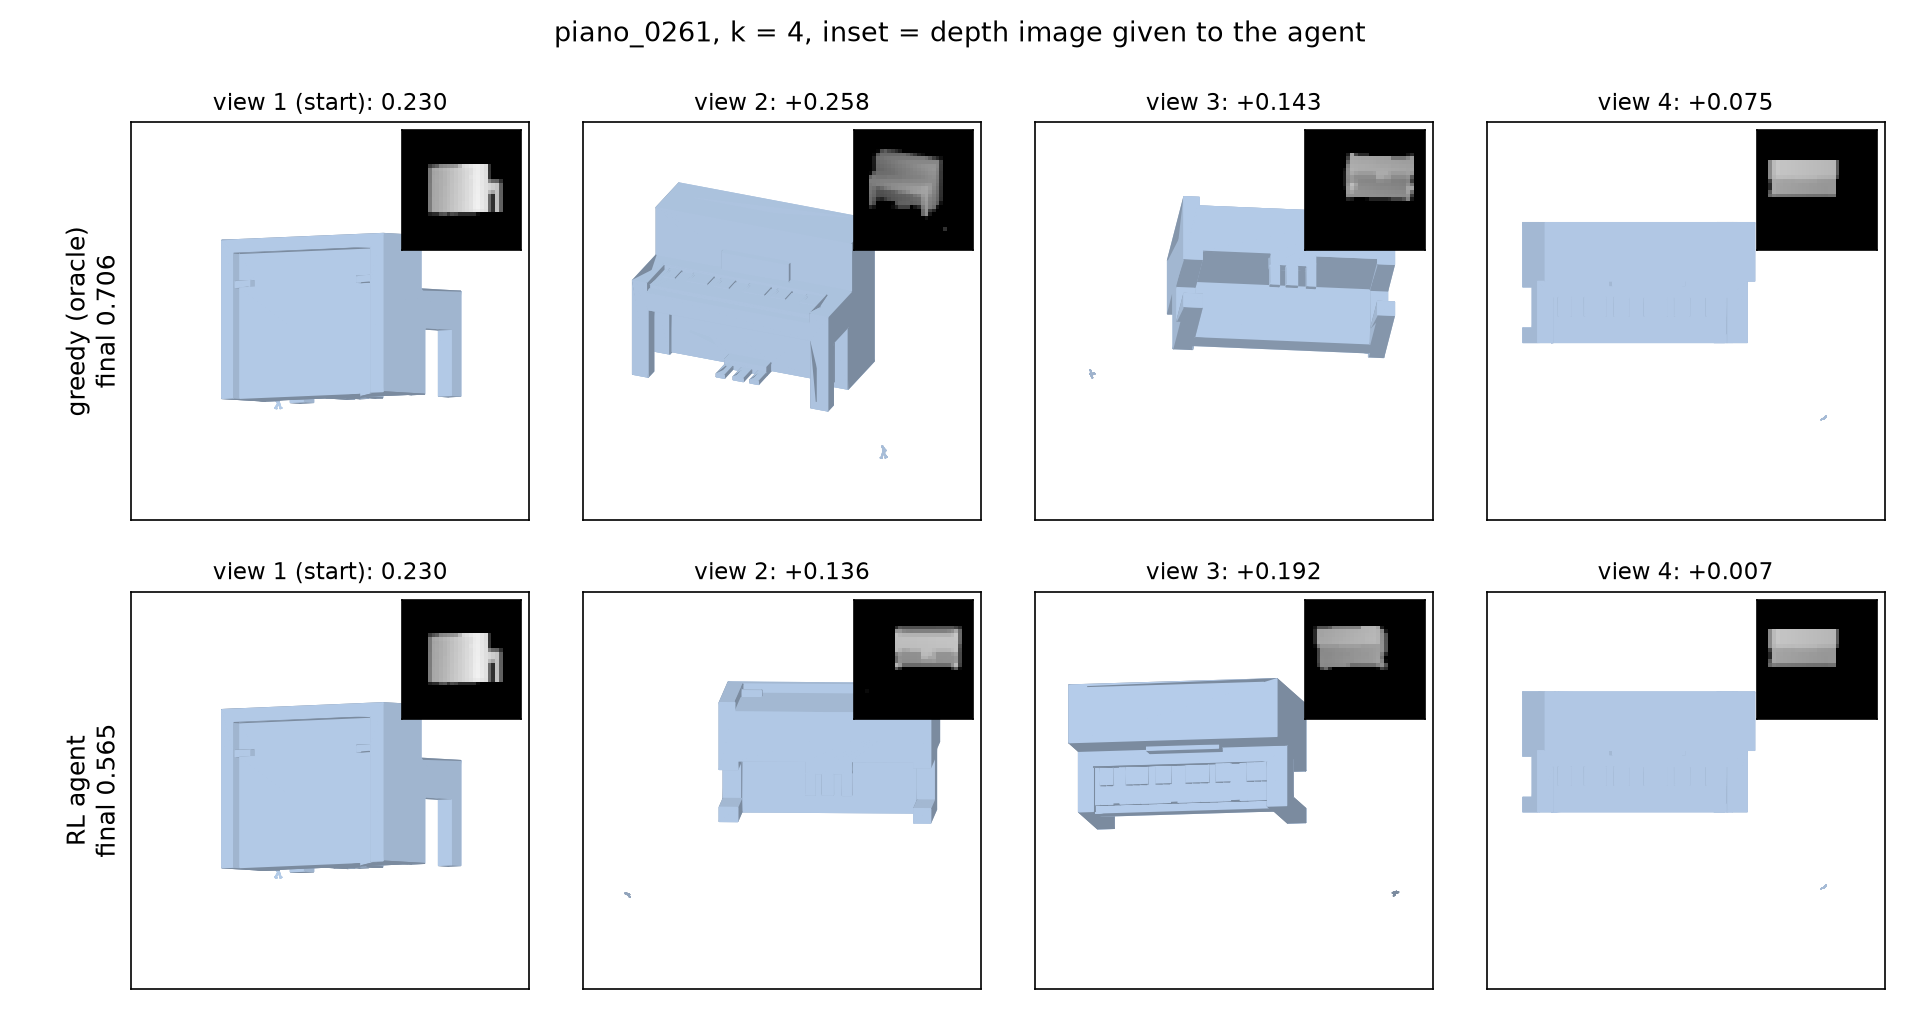 piano_0261, k = 4, inset = depth image given to the agent
view 1 (start): 0.230
view 2: +0.258
view 3: +0.143
view 4: +0.075
greedy (oracle)
final 0.706
view 1 (start): 0.230
view 2: +0.136
view 3: +0.192
view 4: +0.007
RL agent
final 0.565